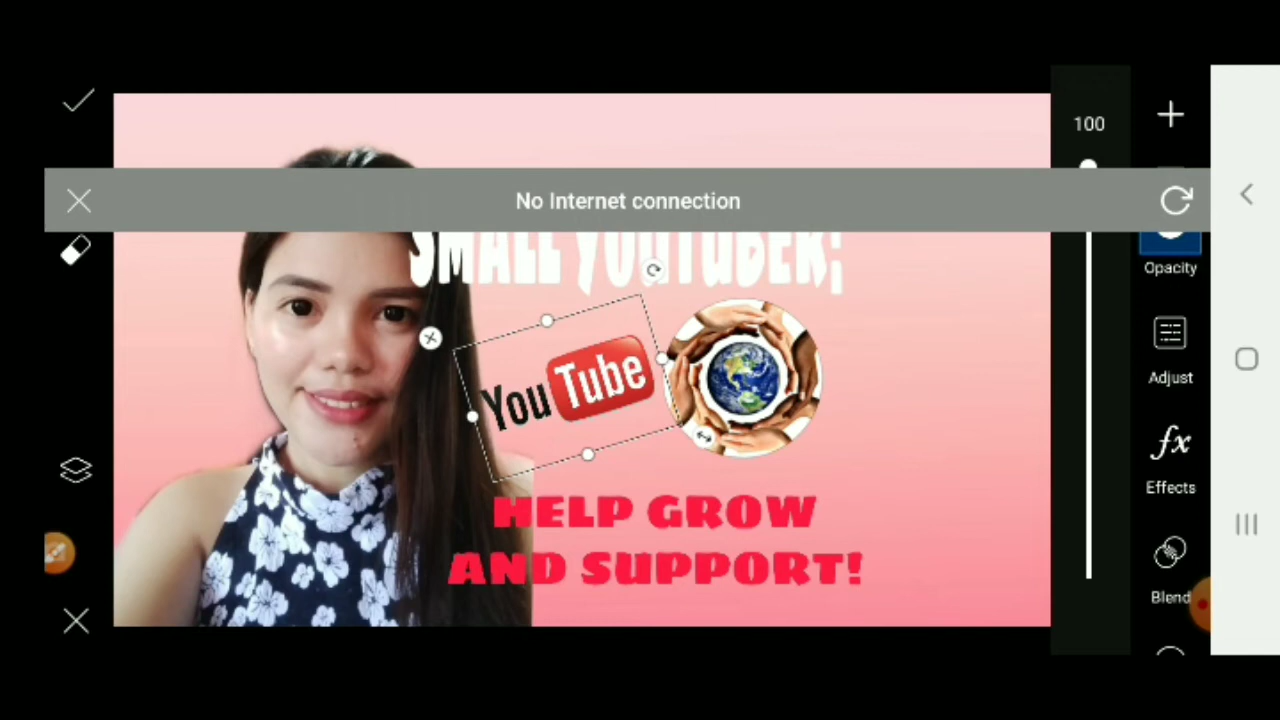 100
No Internet connection
SMALL YOUTUBER;
Opacity
YouTube
Adjust
fx
Effects
HELP GROW
AND SUPPORT!
Blend